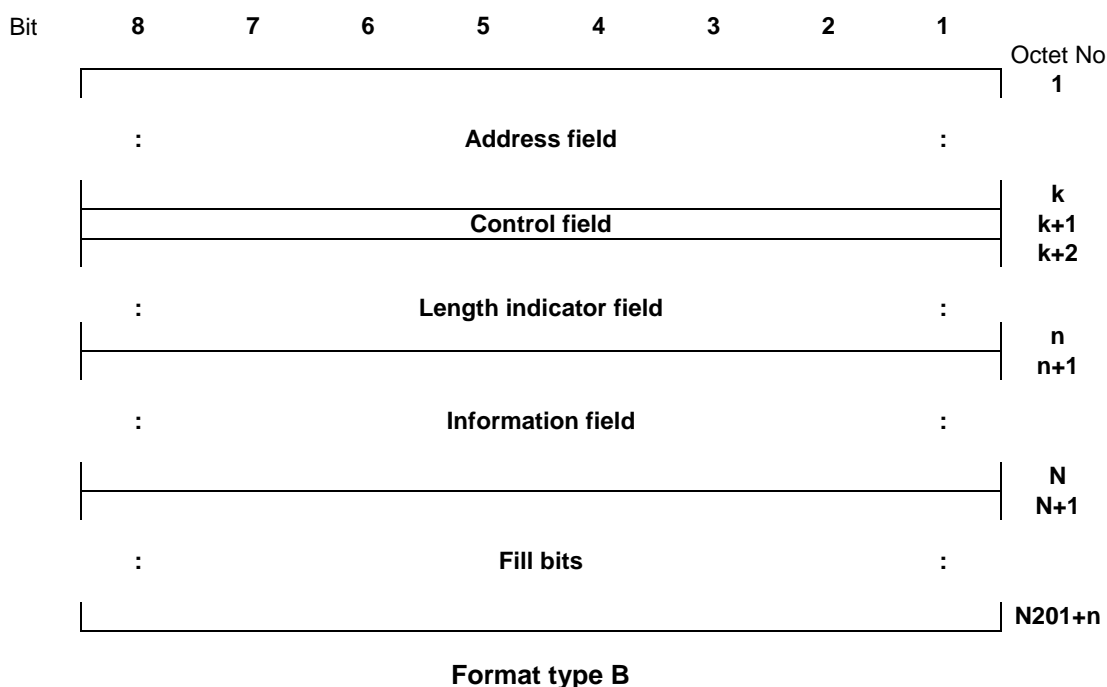 Bit 8 7 6 5 4 3 2 1
Octet No
1
: Address field :
k
Control field k+1
k+2
: Length indicator field :
n
n+1
: Information field :
N
N+1
: Fill bits :
N201+n
Format type B